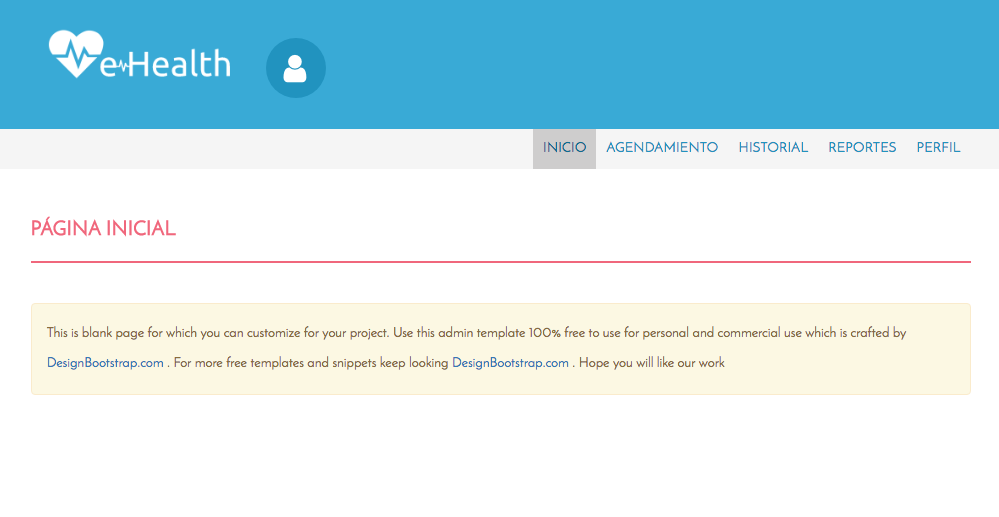 e-Health
INICIO AGENDAMIENTO HISTORIAL REPORTES PERFIL
PÁGINA INICIAL
This is blank page for which you can customize for your project. Use this admin template 100% free to use for personal and commercial use which is crafted by
DesignBootstrap.com . For more free templates and snippets keep looking DesignBootstrap.com . Hope you will like our work